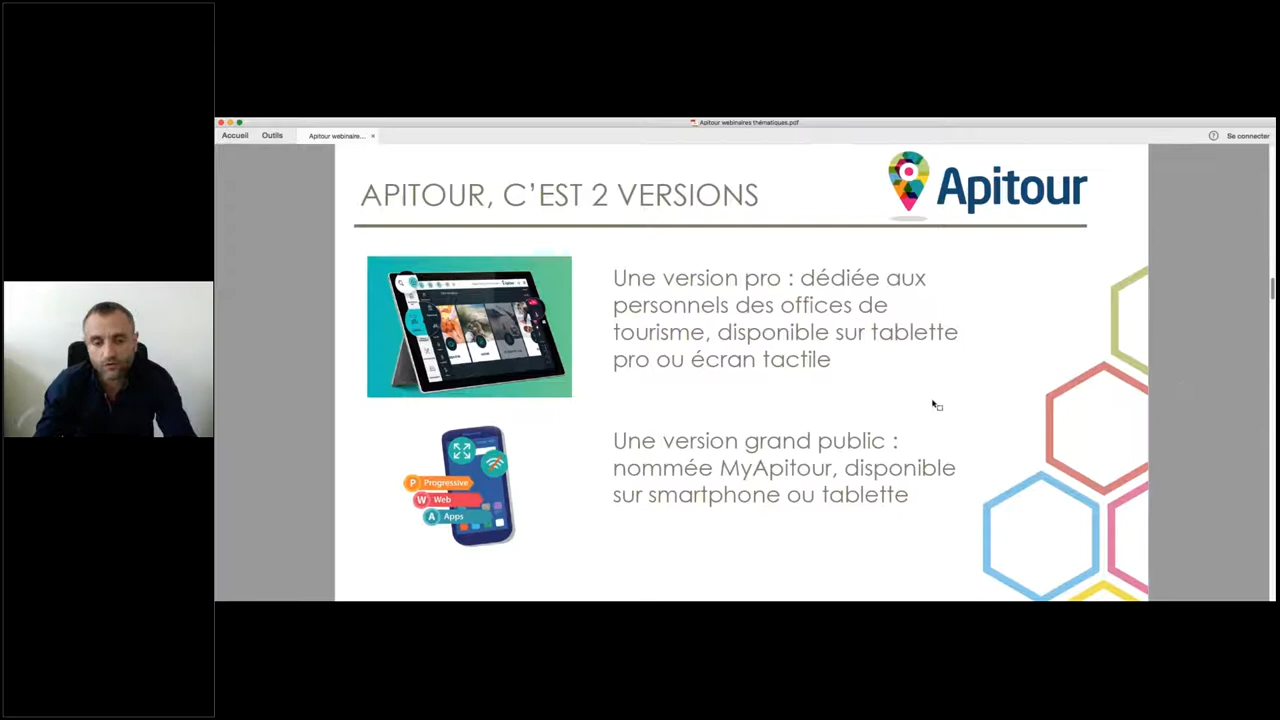 Apitour webinaires thématiques.pdf
Accueil Outils Apitour webinaire... × ? Se connecter
APITOUR, C'EST 2 VERSIONS
Apitour
Une version pro : dédiée aux
personnels des offices de
tourisme, disponible sur tablette
pro ou écran tactile
Une version grand public :
nommée MyApitour, disponible
sur smartphone ou tablette
P Progressive
W Web
A Apps